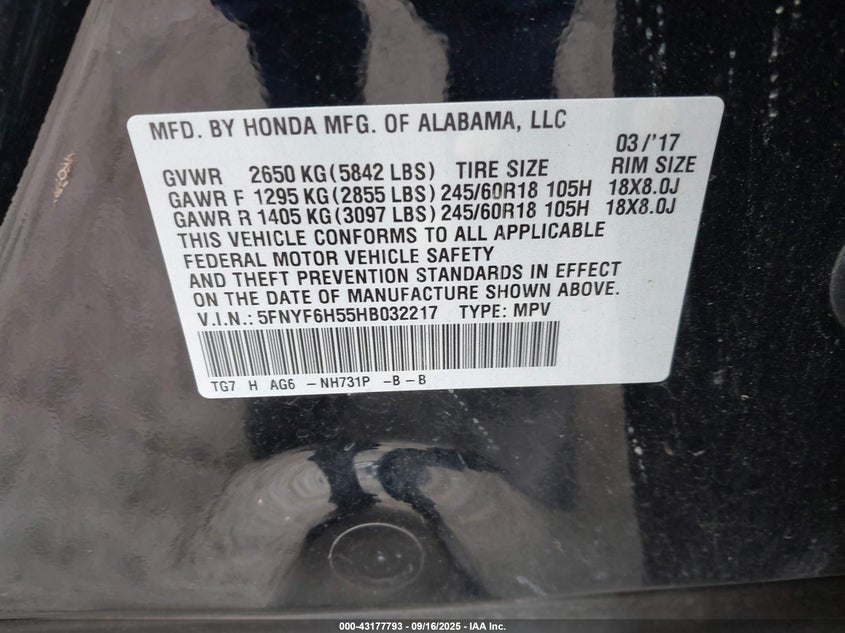 MFD. BY HONDA MFG. OF ALABAMA, LLC
03/'17
GVWR 2650 KG (5842 LBS) TIRE SIZE RIM SIZE
GAWR F 1295 KG (2855 LBS) 245/60R18 105H 18X8.0J
GAWR R 1405 KG (3097 LBS) 245/60R18 105H 18X8.0J
THIS VEHICLE CONFORMS TO ALL APPLICABLE
FEDERAL MOTOR VEHICLE SAFETY
AND THEFT PREVENTION STANDARDS IN EFFECT
ON THE DATE OF MANUFACTURE SHOWN ABOVE.
V.I.N.: 5FNYF6H55HB032217 TYPE: MPV
TG7 H AG6 -NH731P -B-B
000-43177793 - 09/16/2025 - IAA Inc.